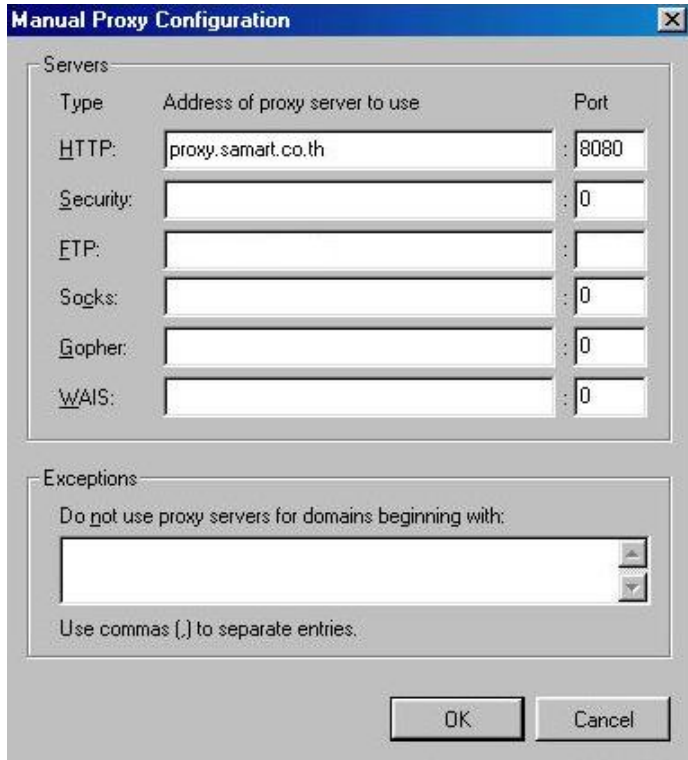 Manual Proxy Configuration
Servers
Type Address of proxy server to use Port
HTTP: proxy.samart.co.th : 8080
Security: : 0
FTP: :
Socks: : 0
Gopher: : 0
WAIS: : 0
Exceptions
Do not use proxy servers for domains beginning with:
Use commas (,) to separate entries.
OK Cancel